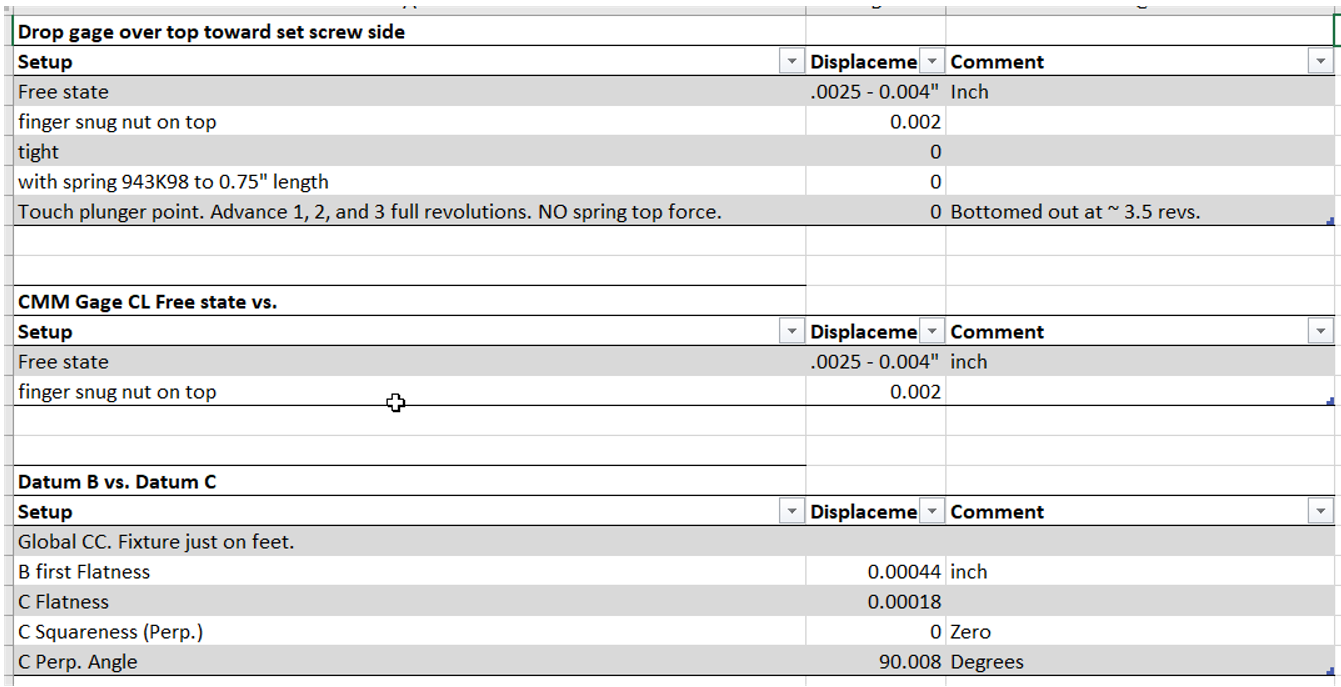 Drop gage over top toward set screw side
Setup Displaceme Comment
Free state .0025 - 0.004" Inch
finger snug nut on top 0.002
tight 0
with spring 943K98 to 0.75" length 0
Touch plunger point. Advance 1, 2, and 3 full revolutions. NO spring top force. 0 Bottomed out at ~ 3.5 revs.
CMM Gage CL Free state vs.
Setup Displaceme Comment
Free state .0025 - 0.004" inch
finger snug nut on top 0.002
Datum B vs. Datum C
Setup Displaceme Comment
Global CC. Fixture just on feet.
B first Flatness 0.00044 inch
C Flatness 0.00018
C Squareness (Perp.) 0 Zero
C Perp. Angle 90.008 Degrees